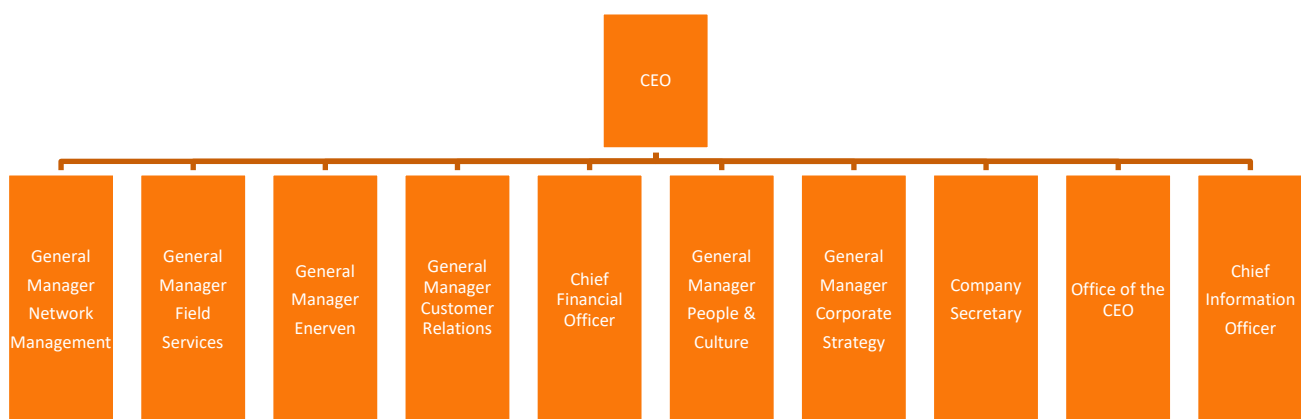 CEO
General
Manager
Network
Management
General
Manager
Field
Services
General
Manager
Enerven
General
Manager
Customer
Relations
Chief
Financial
Officer
General
Manager
People &
Culture
General
Manager
Corporate
Strategy
Company
Secretary
Office of the
CEO
Chief
Information
Officer